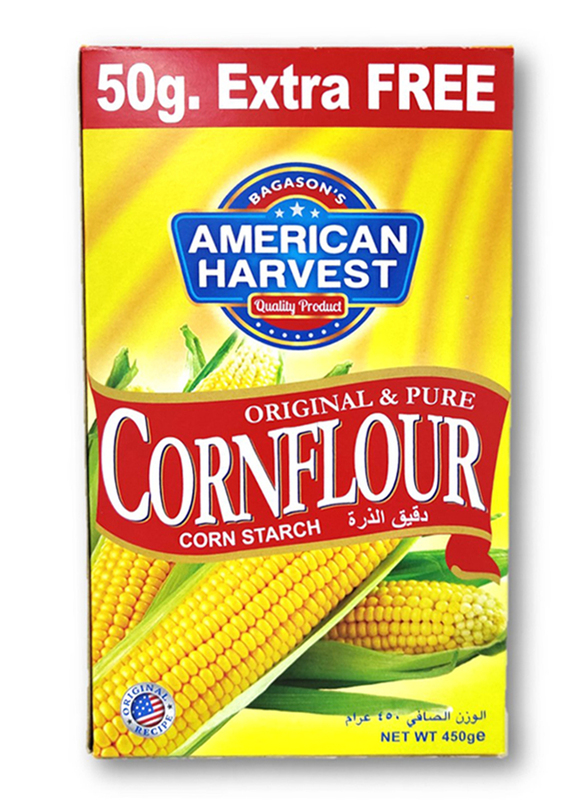 50g. Extra FREE
BAGASON'S
AMERICAN
HARVEST
Quality Product
ORIGINAL & PURE
CORNFLOUR
CORN STARCH دقيق الذرة
ORIGINAL
RECIPE
الوزن الصافي ٤٥٠ غرام
NET WT 450ge